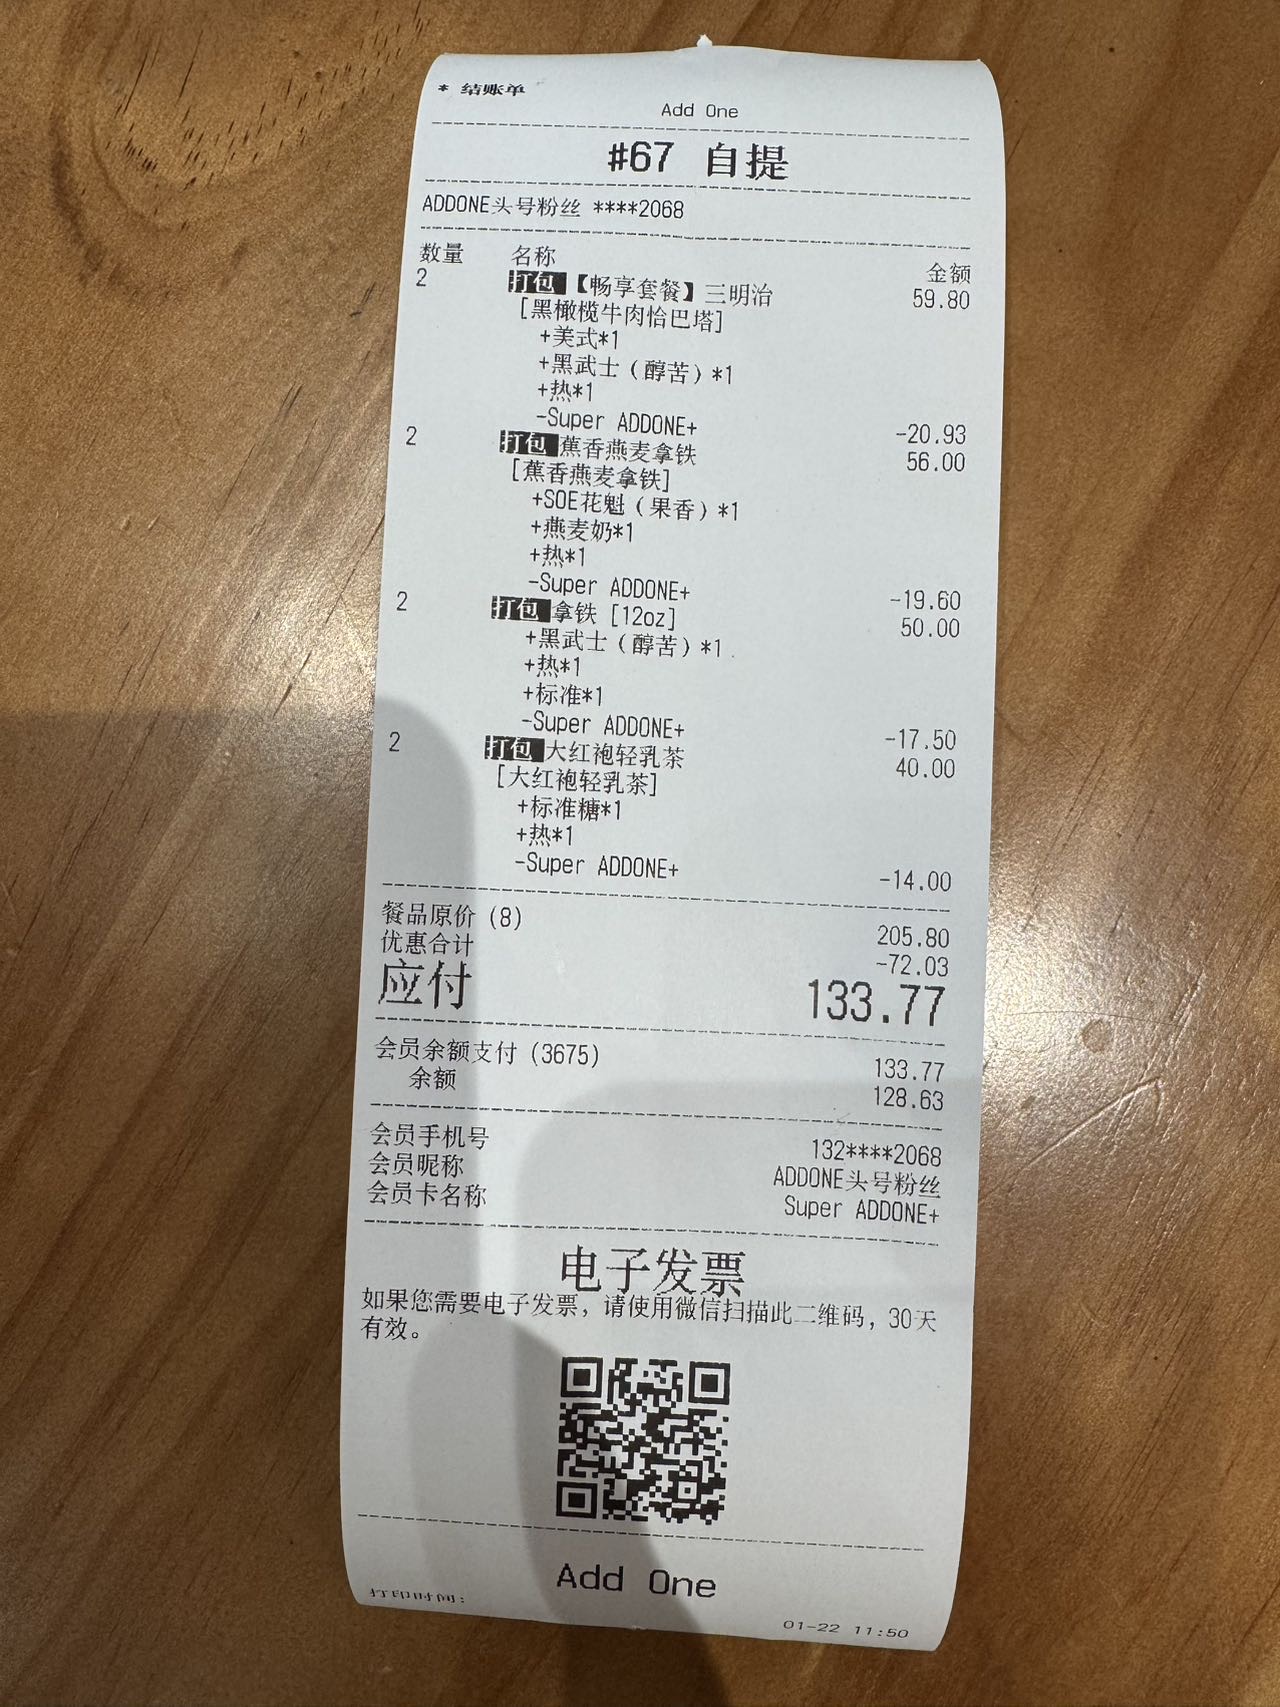 * 结账单
Add One
#67 自提
ADDONE头号粉丝 ****2068
数量 名称 金额
2 打包【畅享套餐】三明治 59.80
[黑橄榄牛肉恰巴塔]
+美式*1
+黑武士（醇苦）*1
+热*1
-Super ADDONE+ -20.93
2 打包 蕉香燕麦拿铁 56.00
[蕉香燕麦拿铁]
+SOE花魁（果香）*1
+燕麦奶*1
+热*1
-Super ADDONE+ -19.60
2 打包 拿铁 [12oz] 50.00
+黑武士（醇苦）*1
+热*1
+标准*1
-Super ADDONE+ -17.50
2 打包 大红袍轻乳茶 40.00
[大红袍轻乳茶]
+标准糖*1
+热*1
-Super ADDONE+ -14.00
餐品原价 (8) 205.80
优惠合计 -72.03
应付 133.77
会员余额支付 (3675) 133.77
余额 128.63
会员手机号 132****2068
会员昵称 ADDONE头号粉丝
会员卡名称 Super ADDONE+
电子发票
如果您需要电子发票，请使用微信扫描此二维码，30天
有效。
Add One
打印时间： 01-22 11:50